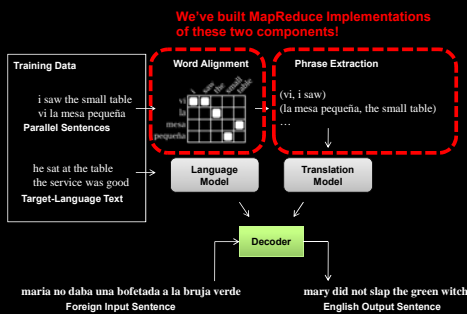 We've built MapReduce Implementations
of these two components!
Training Data
Word Alignment
Phrase Extraction
i saw the small table
vi la mesa pequeña
Parallel Sentences
he sat at the table
the service was good
Target-Language Text
i saw the small table
vi
la
mesa
pequeña
(vi, i saw)
(la mesa pequeña, the small table)
…
Language
Model
Translation
Model
Decoder
maria no daba una bofetada a la bruja verde
Foreign Input Sentence
mary did not slap the green witch
English Output Sentence